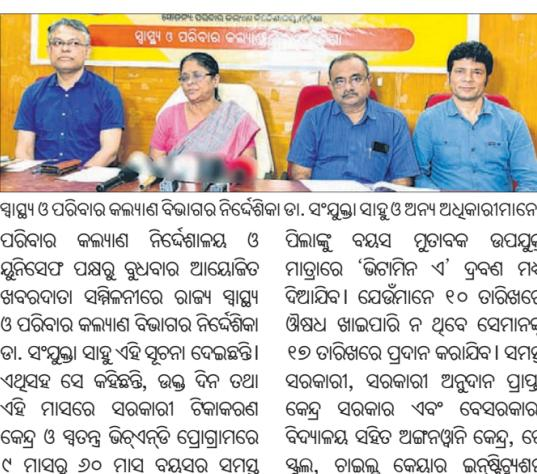 ସ୍ୱାସ୍ଥ୍ୟ ଓ ପରିବାର କଲ୍ୟାଣ
ସ୍ୱାସ୍ଥ୍ୟ ଓ ପରିବାର କଲ୍ୟାଣ ବିଭାଗର ନିର୍ଦ୍ଦେଶିକା ଡା. ସଂଯୁକ୍ତା ସାହୁ ଓ ଅନ୍ୟ ଅଧିକାରୀମାନେ
ପରିବାର କଲ୍ୟାଣ ନିର୍ଦ୍ଦେଶାଳୟ ଓ
ୟୁନିସେଫ ପକ୍ଷରୁ ବୁଧବାର ଆୟୋଜିତ
ଖବରଦାତା ସମ୍ମିଳନୀରେ ରାଜ୍ୟ ସ୍ୱାସ୍ଥ୍ୟ
ଓ ପରିବାର କଲ୍ୟାଣ ବିଭାଗର ନିର୍ଦ୍ଦେଶିକା
ଡା. ସଂଯୁକ୍ତା ସାହୁ ଏହି ସୂଚନା ଦେଇଛନ୍ତି।
ଏଥିସହ ସେ କହିଛନ୍ତି, ଉକ୍ତ ଦିନ ତଥା
ଏହି ମାସରେ ସରକାରୀ ଟିକାକରଣ
କେନ୍ଦ୍ର ଓ ସ୍ୱତନ୍ତ୍ର ଭିଚ୍‌ଏନ୍‌ଡି ପ୍ରୋଗ୍ରାମରେ
୯ ମାସରୁ ୬୦ ମାସ ବୟସର ସମସ୍ତ
ପିଲାଙ୍କୁ ବୟସ ମୁତାବକ ଉପଯୁକ୍ତ
ମାତ୍ରାରେ ‘ଭିଟାମିନ ଏ’ ଦ୍ରବଣ ମଧ୍ୟ
ଦିଆଯିବ। ଯେଉଁମାନେ ୧୦ ତାରିଖରେ
ଔଷଧ ଖାଇପାରି ନ ଥିବେ ସେମାନଙ୍କ
୧୭ ତାରିଖରେ ପ୍ରଦାନ କରାଯିବ। ସମସ୍ତ
ସରକାରୀ, ସରକାରୀ ଅନୁଦାନ ପ୍ରାପ୍ତ
କେନ୍ଦ୍ର ସରକାର ଏବଂ ବେସରକାରୀ
ବିଦ୍ୟାଳୟ ସହିତ ଅଙ୍ଗନୱାନି କେନ୍ଦ୍ର,
ସ୍କୁଲ, ଚାଇଲ୍ଡ କେୟାର